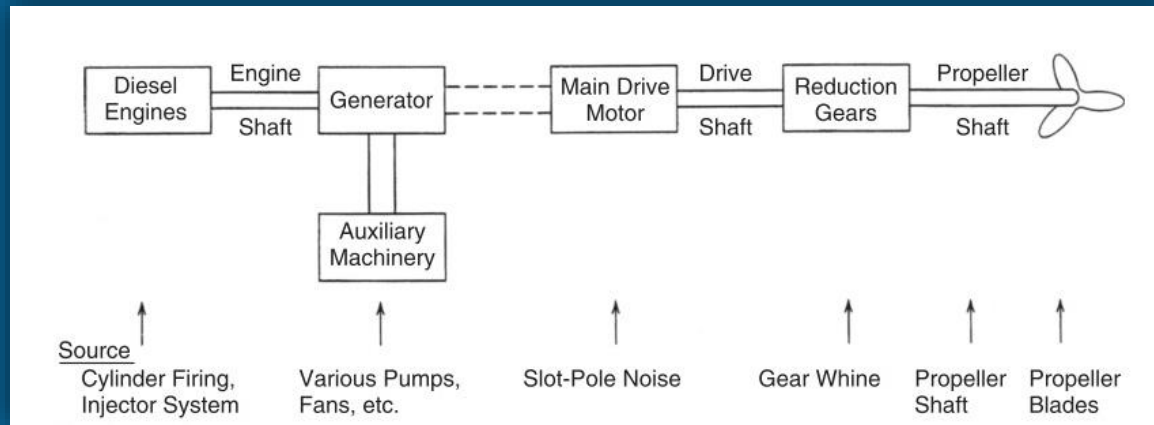 Diesel
Engines
Engine
Shaft
Generator
Main Drive
Motor
Drive
Shaft
Reduction
Gears
Propeller
Shaft
Auxiliary
Machinery
Source
Cylinder Firing,
Injector System
Various Pumps,
Fans, etc.
Slot-Pole Noise
Gear Whine
Propeller
Shaft
Propeller
Blades